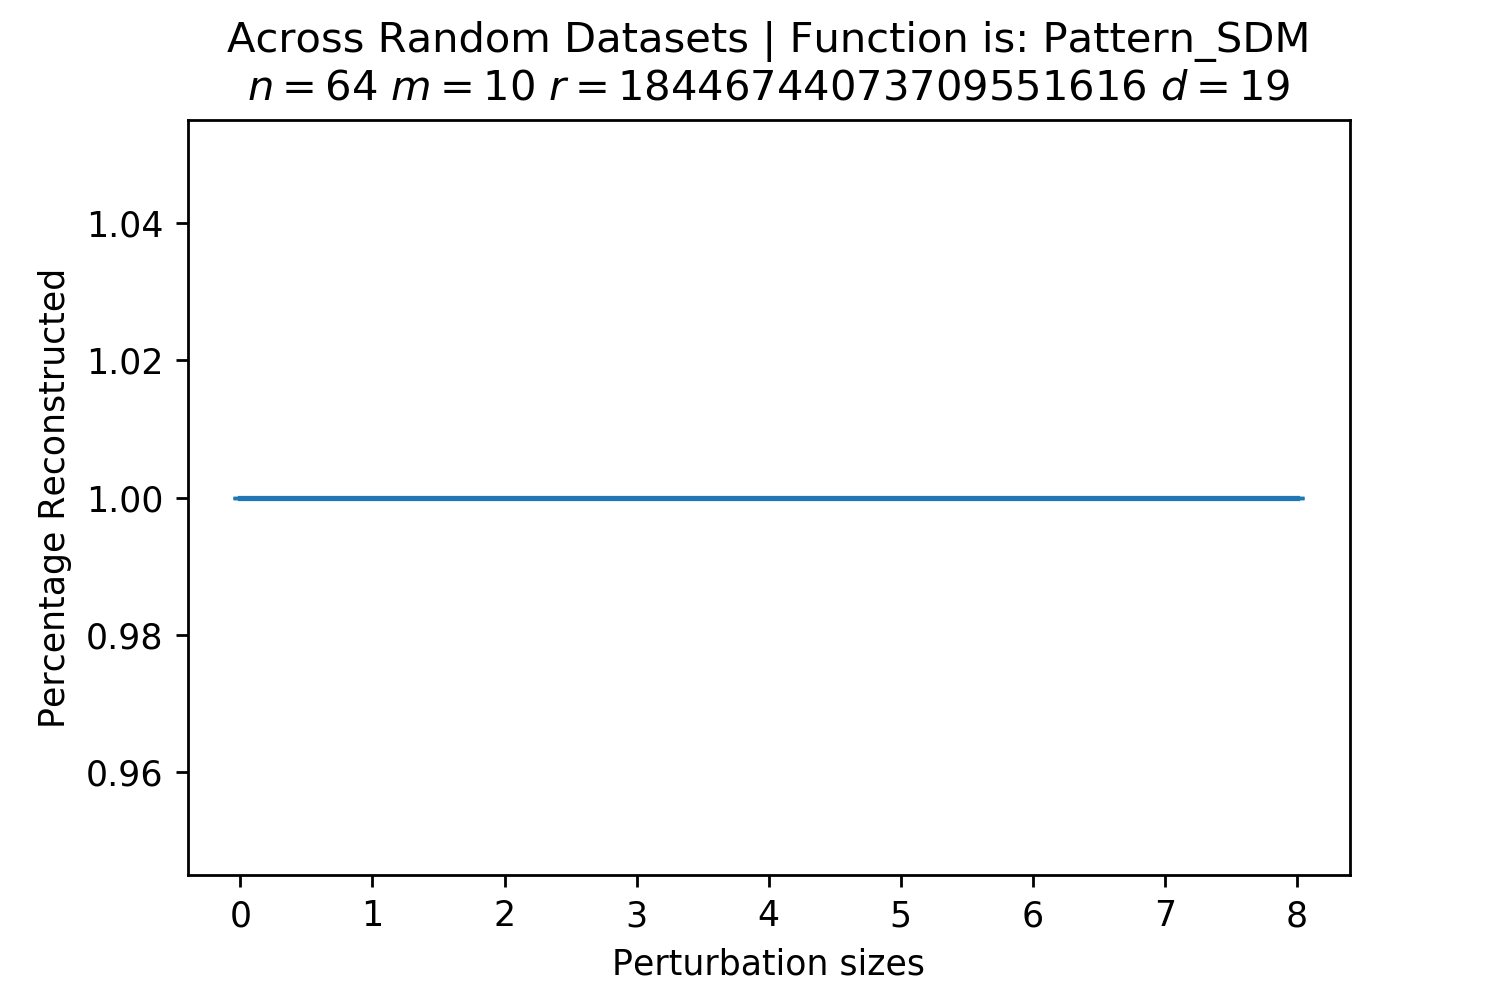 Across Random Datasets | Function is: Pattern_SDM
n = 64 m = 10 r = 18446744073709551616 d = 19
1.04
1.02
1.00
0.98
0.96
Percentage Reconstructed
0 1 2 3 4 5 6 7 8
Perturbation sizes